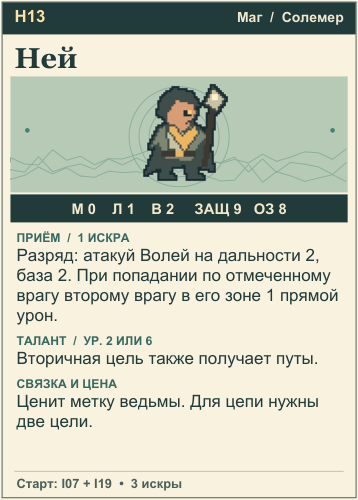 H13
Маг / Солемер
Ней
М 0 Л 1 В 2 ЗАЩ 9 ОЗ 8
ПРИЁМ / 1 ИСКРА
Разряд: атакуй Волей на дальности 2,
база 2. При попадании по отмеченному
врагу второму врагу в его зоне 1 прямой
урон.
ТАЛАНТ / УР. 2 ИЛИ 6
Вторичная цель также получает путы.
СВЯЗКА И ЦЕНА
Ценит метку ведьмы. Для цепи нужны
две цели.
Старт: I07 + I19 • 3 искры